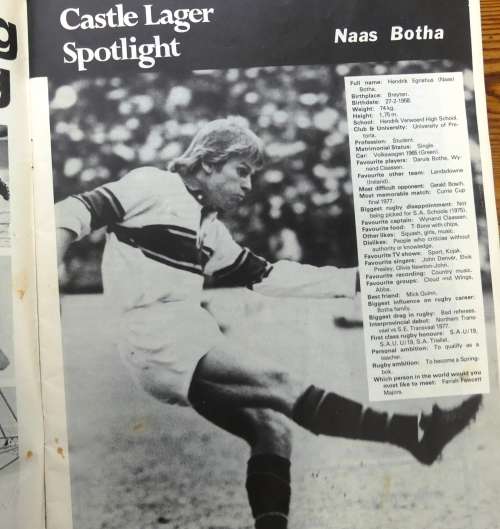 Castle Lager
Spotlight
Naas Botha
g
g
Full name: Hendrik Egnatius (Naas)
Botha.
Birthplace: Breyten.
Birthdate: 27-2-1958.
Weight: 74 kg.
Height: 1,75 m.
School: Hendrik Verwoerd High School.
Club & University: University of Pre-
toria.
Profession: Student.
Matrimonial Status: Single.
Car: Volkswagen 1965 (Green).
Favourite players: Darius Botha, Wy-
nand Claassen.
Favourite other team: Lansdowne
(Ireland).
Most difficult opponent: Gerald Bosch.
Most memorable match: Currie Cup
final 1977.
Biggest rugby disappointment: Not
being picked for S.A. Schools (1975).
Favourite captain: Wynand Claassen.
Favourite food: T-Bone with chips.
Other likes: Squash, girls, music.
Dislikes: People who criticise without
authority or knowledge.
Favourite TV shows: Sport, Kojak.
Favourite singers: John Denver, Elvis
Presley, Olivia Newton-John.
Favourite recording: Country music.
Favourite groups: Cloud and Wings,
Abba.
Best friend: Mick Quinn.
Biggest influence on rugby career:
Botha family.
Biggest drag in rugby: Bad referees.
Interprovincial debut: Northern Trans-
vaal vs S.E. Transvaal 1977.
First class rugby honours: S.A.U./19,
S.A.U. U/19, S.A. Trialist.
Personal ambition: To qualify as a
teacher.
Rugby ambition: To become a Spring-
bok.
Which person in the world would you
most like to meet: Farrah Fawcett
Majors.